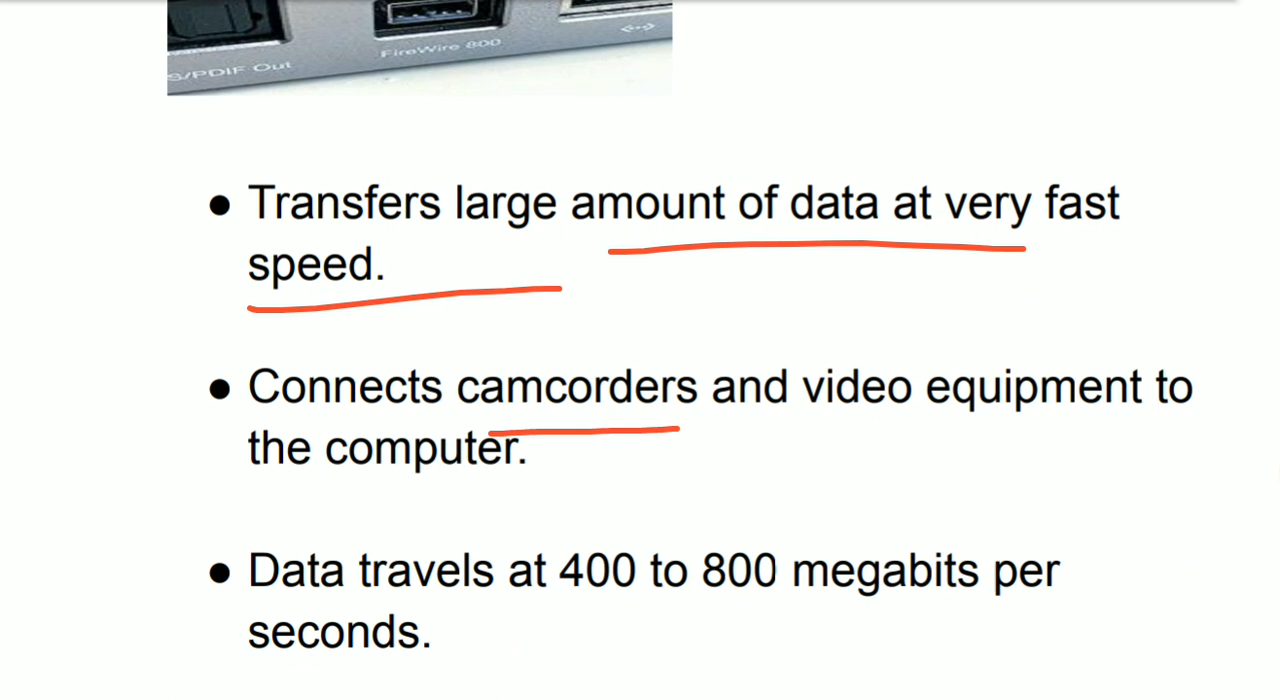 S/PDIF Out
FireWire 800
● Transfers large amount of data at very fast
speed.
● Connects camcorders and video equipment to
the computer.
● Data travels at 400 to 800 megabits per
seconds.